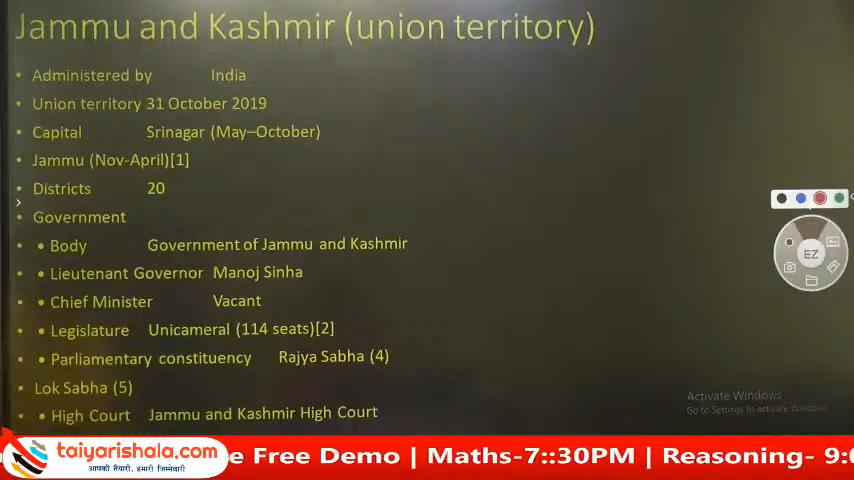 Jammu and Kashmir (union territory)
• Administered by India
• Union territory 31 October 2019
• Capital Srinagar (May–October)
• Jammu (Nov-April)[1]
• Districts 20
• Government
• • Body Government of Jammu and Kashmir
• • Lieutenant Governor Manoj Sinha
• • Chief Minister Vacant
• • Legislature Unicameral (114 seats)[2]
• • Parliamentary constituency Rajya Sabha (4)
• Lok Sabha (5)
• • High Court Jammu and Kashmir High Court
EZ
Activate Windows
Go to Settings to activate Windows.
taiyarishala.com
आपकी तैयारी, हमारी जिम्मेवारी
e Free Demo | Maths-7::30PM | Reasoning- 9:0